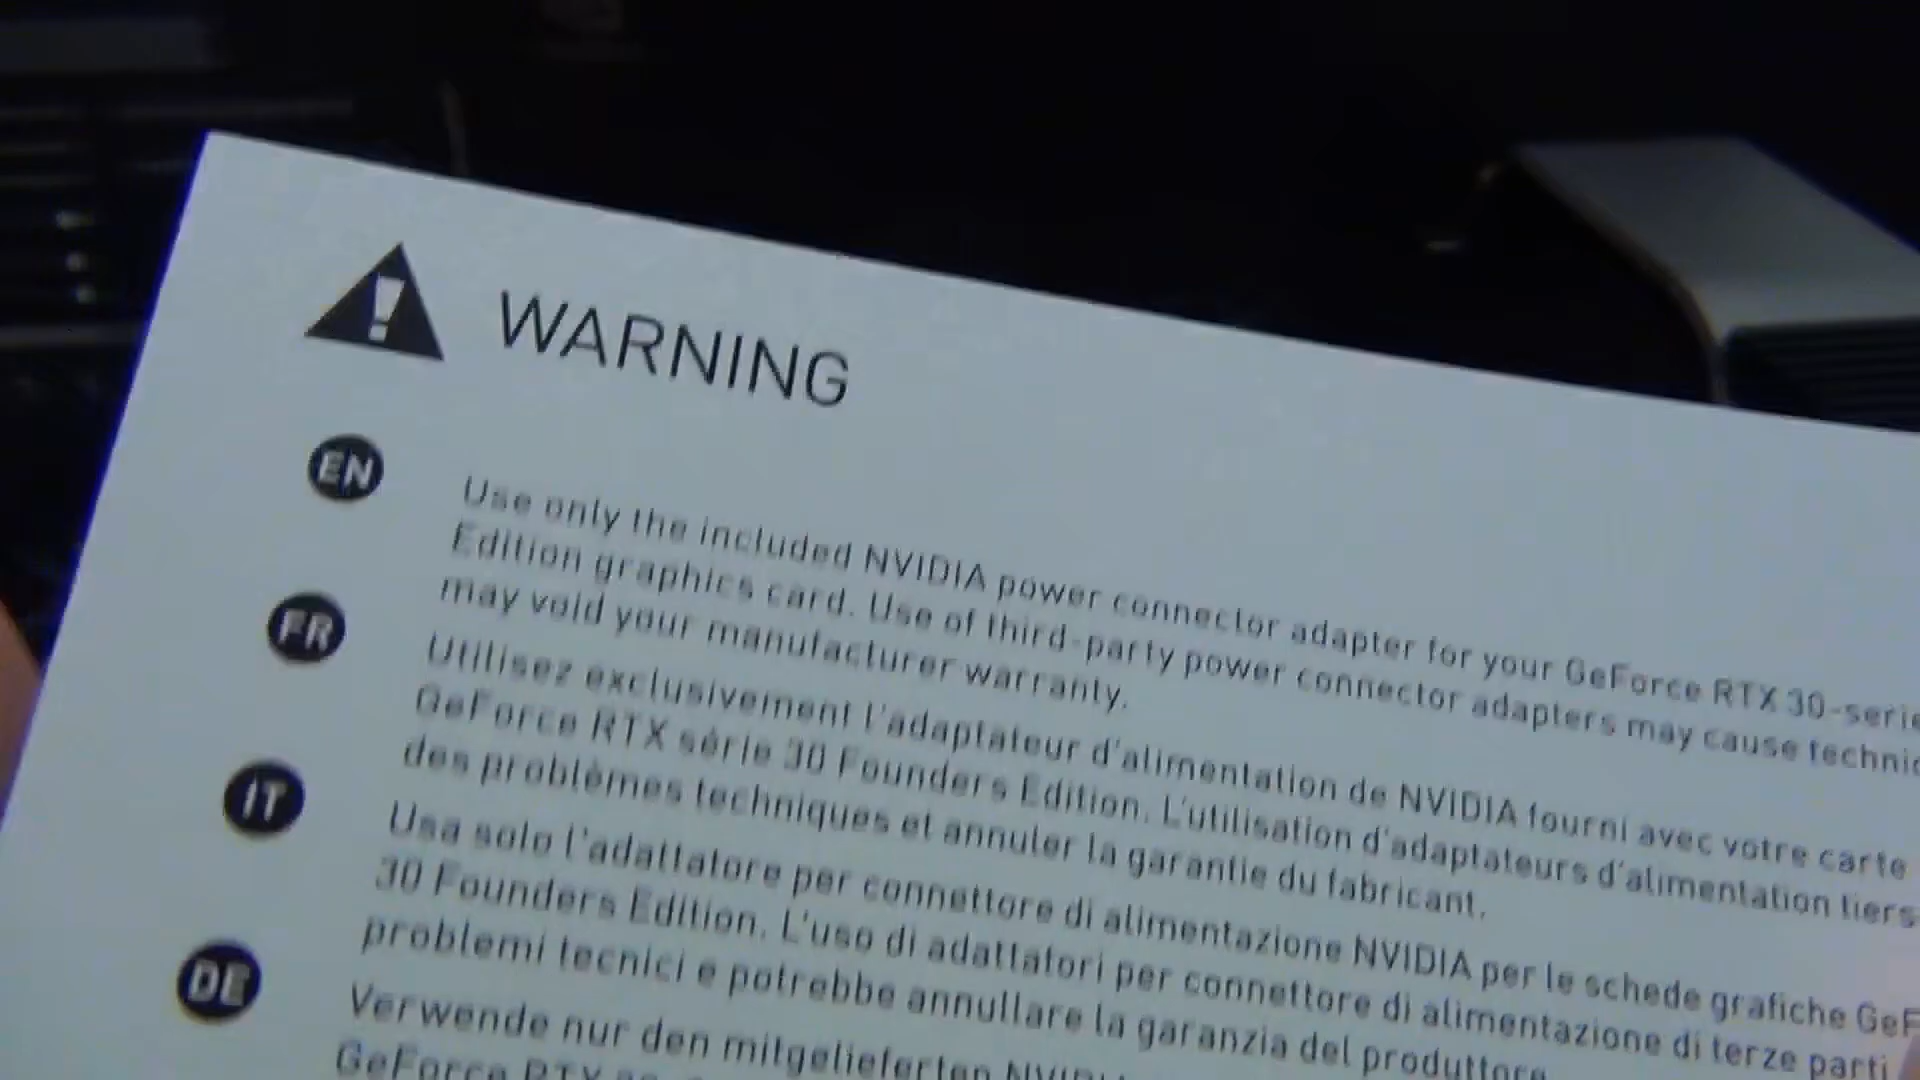 WARNING
EN
Use only the included NVIDIA power connector adapter for your GeForce RTX 30-serie
Edition graphics card. Use of third-party power connector adapters may cause technic
may void your manufacturer warranty.
FR
Utilisez exclusivement l'adaptateur d'alimentation de NVIDIA fourni avec votre carte
GeForce RTX série 30 Founders Edition. L'utilisation d'adaptateurs d'alimentation tiers
des problèmes techniques et annuler la garantie du fabricant.
IT
Usa solo l'adattatore per connettore di alimentazione NVIDIA per le schede grafiche GeF
30 Founders Edition. L'uso di adattatori per connettore di alimentazione di terze parti
problemi tecnici e potrebbe annullare la garanzia del produttore.
DE
Verwende nur den mitgelieferten NVIDI
GeForce RTX